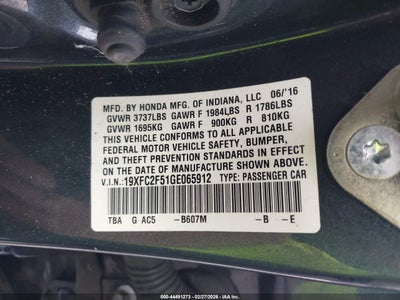 MFD. BY HONDA MFG. OF INDIANA, LLC 06/'16
GVWR 3737LBS GAWR F 1984LBS R 1786LBS
GVWR 1695KG GAWR F 900KG R 810KG
THIS VEHICLE CONFORMS TO ALL APPLICABLE
FEDERAL MOTOR VEHICLE SAFETY, BUMPER,
AND THEFT PREVENTION STANDARDS IN EFFECT
ON THE DATE OF MANUFACTURE SHOWN ABOVE.
VIN: 19XFC2F51GE065912 TYPE: PASSENGER CAR
TBA G AC5 -B607M -B -E
000-44491273 - 02/27/2026 - IAAI